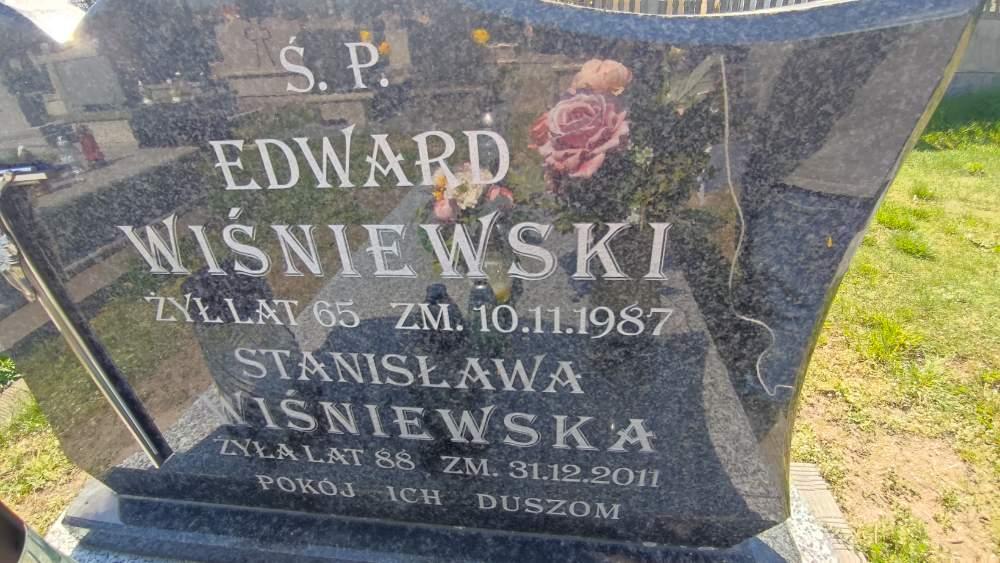 Ś. P.
EDWARD
WIŚNIEWSKI
ŻYŁ LAT 65 ZM. 10.11.1987
STANISŁAWA
WIŚNIEWSKA
ŻYŁA LAT 88 ZM. 31.12.2011
POKÓJ ICH DUSZOM